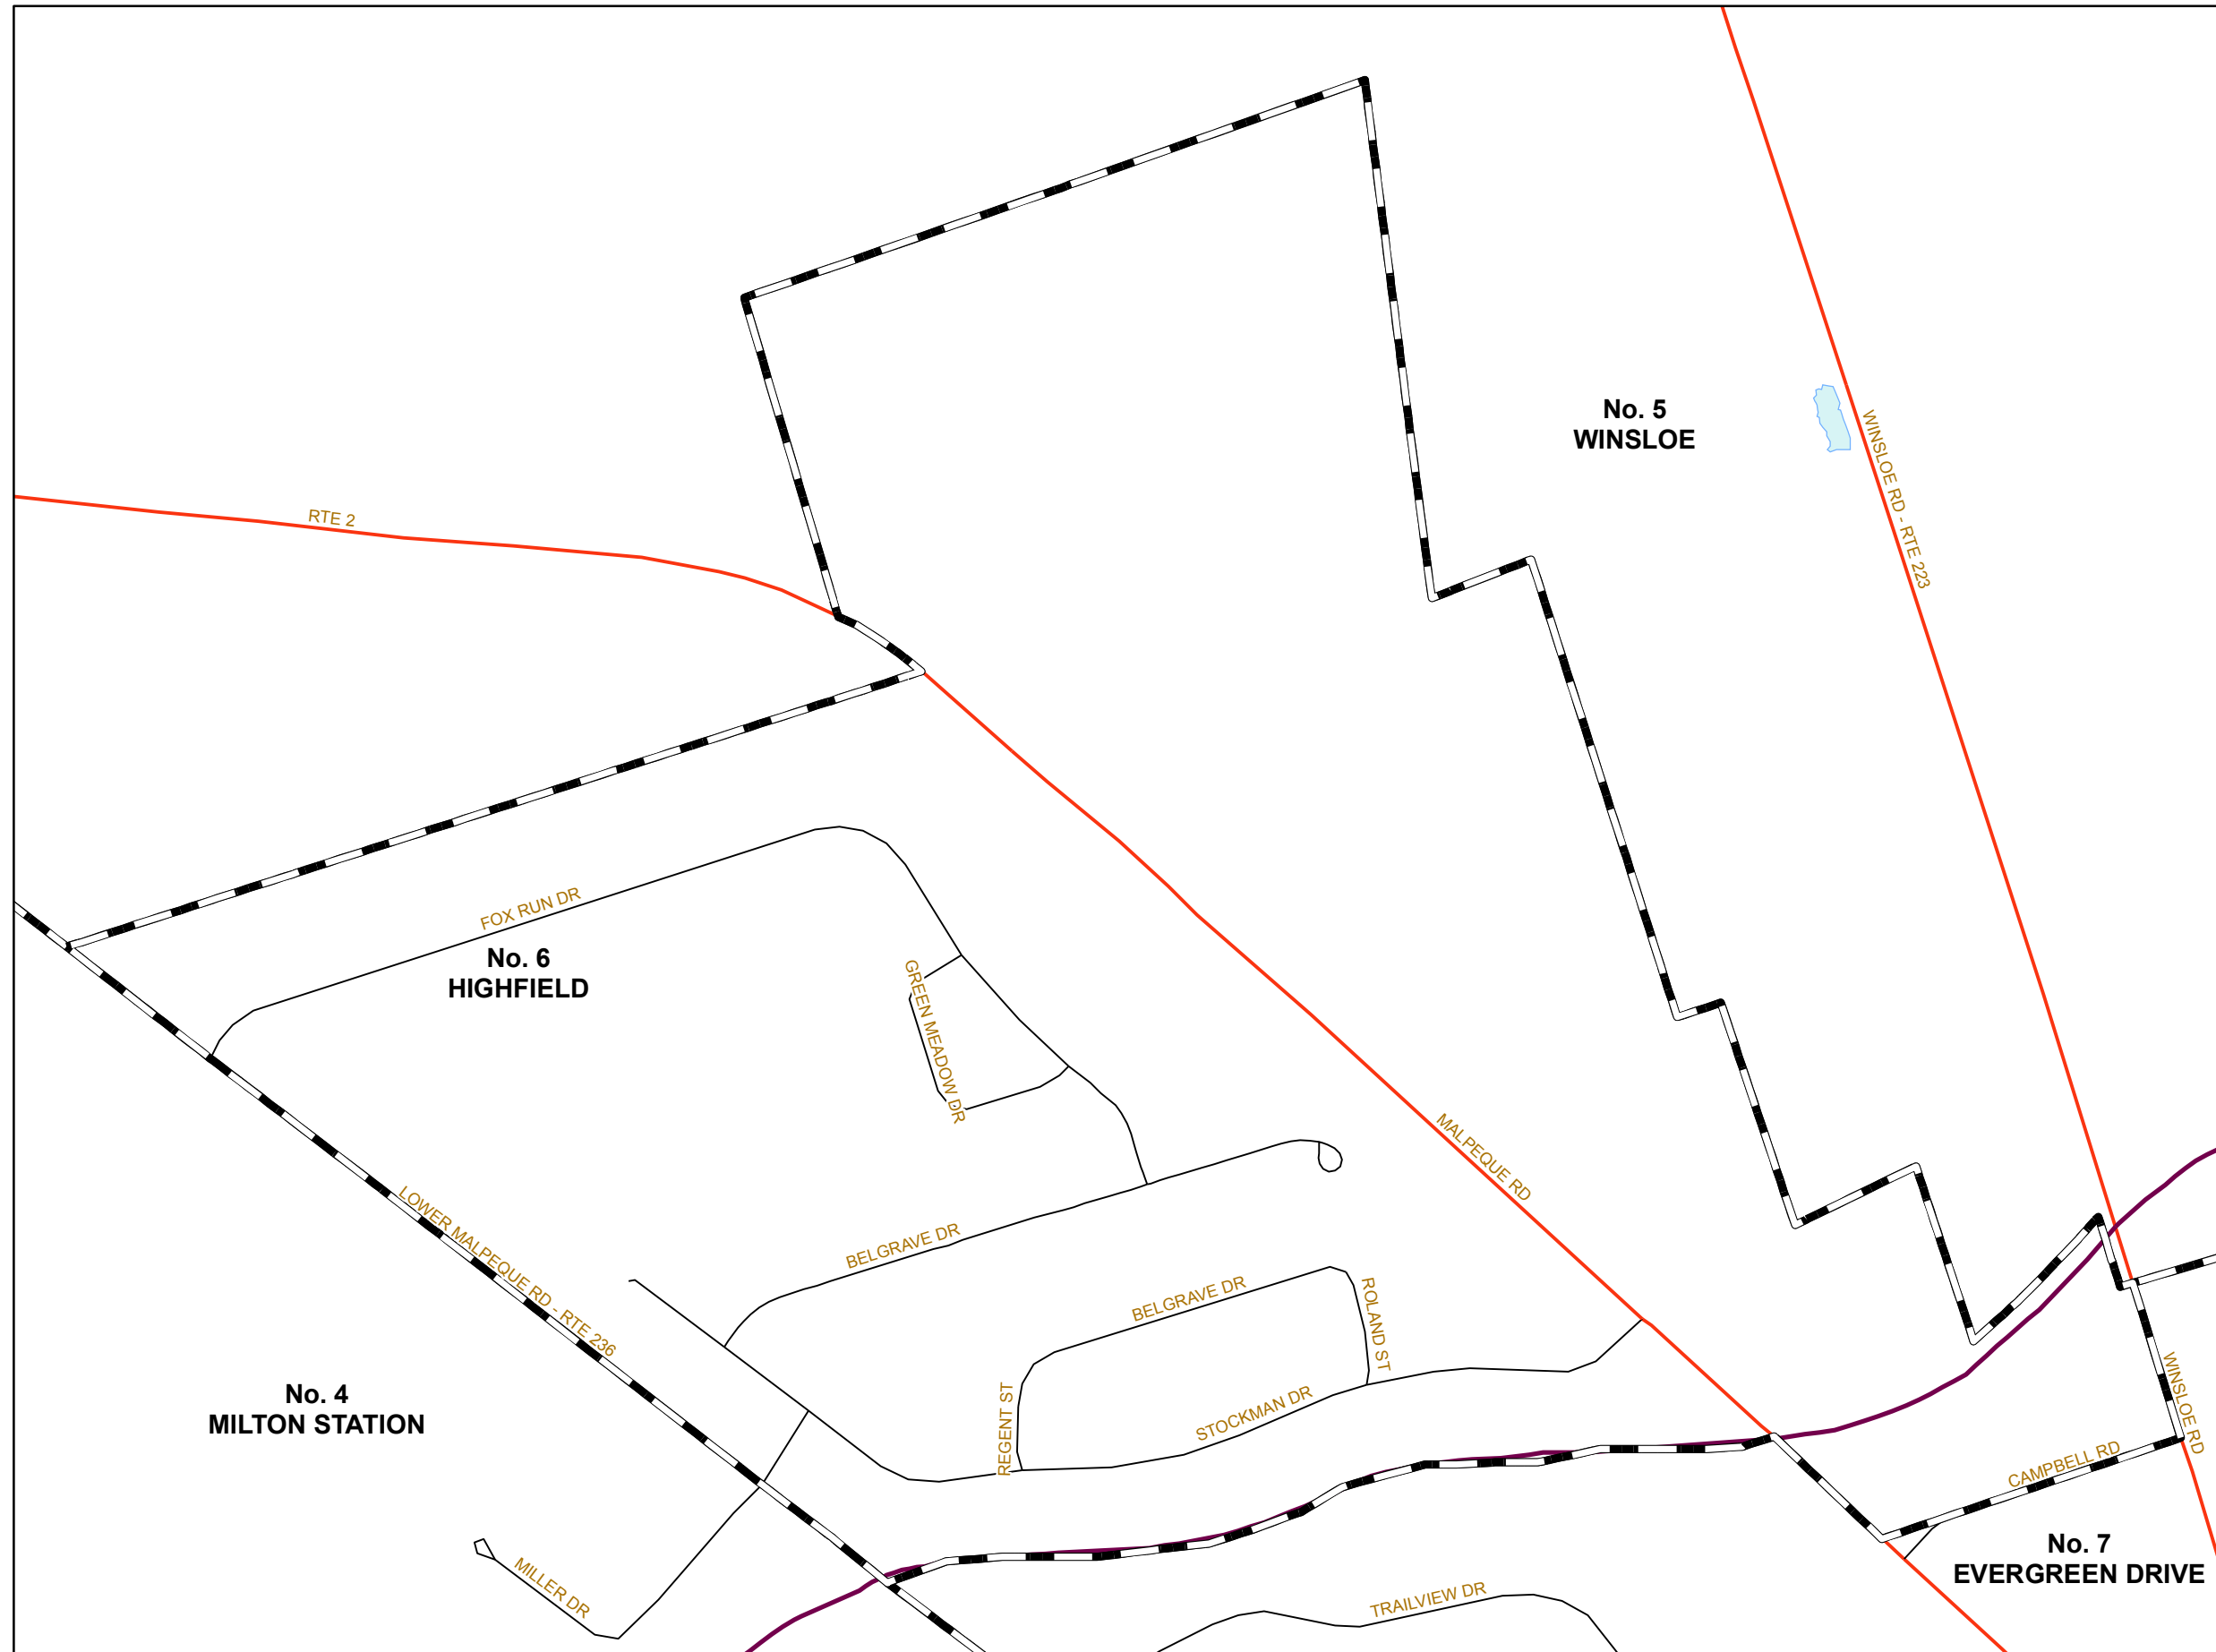 No. 5
WINSLOE
WINSLOE RD - RTE 223
RTE 2
FOX RUN DR
No. 6
HIGHFIELD
GREEN MEADOW DR
MALPEQUE RD
LOWER MALPEQUE RD - RTE 236
BELGRAVE DR
BELGRAVE DR
ROLAND ST
REGENT ST
STOCKMAN DR
No. 4
MILTON STATION
WINSLOE RD
CAMPBELL RD
No. 7
EVERGREEN DRIVE
MILLER DR
TRAILVIEW DR